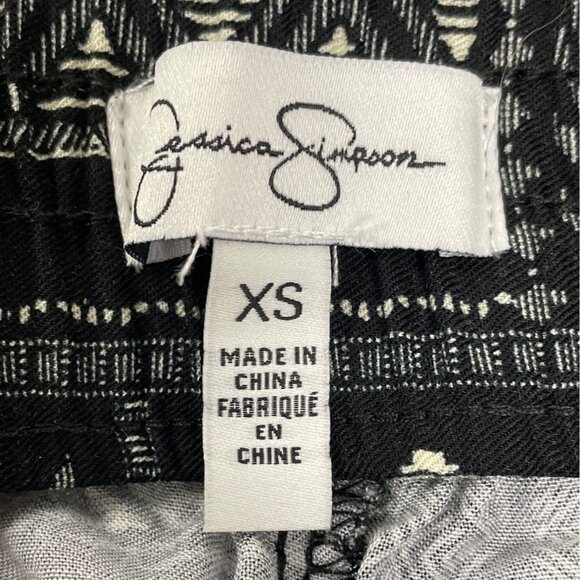 Jessica Simpson
XS
MADE IN
CHINA
FABRIQUÉ
EN
CHINE